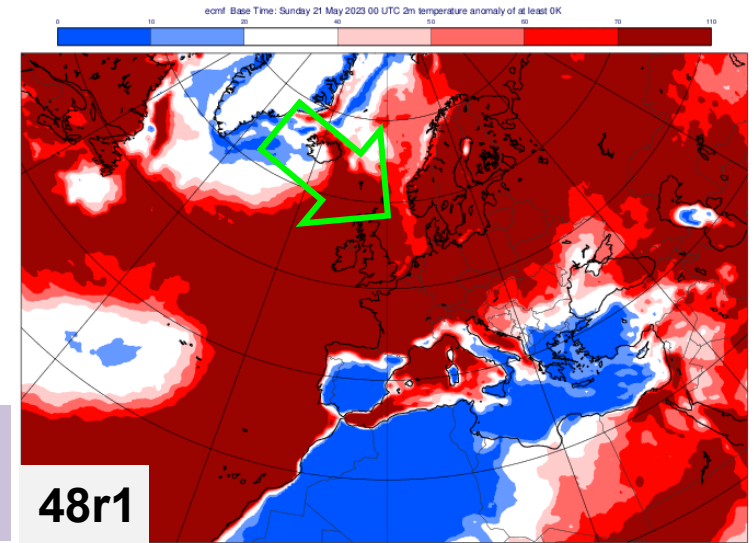 ecmf Base Time: Sunday 21 May 2023 00 UTC 2m temperature anomaly of at least 0K
0 10 20 40 50 60 70 110
48r1